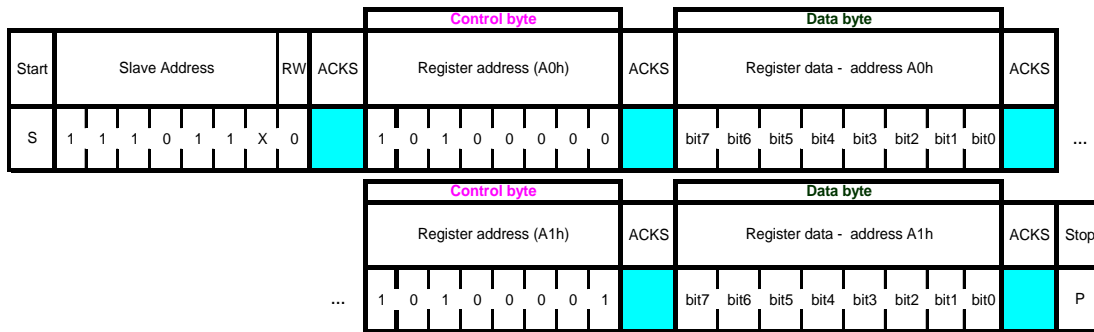 Control byte Data byte
Start Slave Address RW ACKS Register address (A0h) ACKS Register data - address A0h ACKS
S 1 1 1 0 1 1 X 0 1 0 1 0 0 0 0 0 bit7 bit6 bit5 bit4 bit3 bit2 bit1 bit0 ...
Control byte Data byte
Register address (A1h) ACKS Register data - address A1h ACKS Stop
... 1 0 1 0 0 0 0 1 bit7 bit6 bit5 bit4 bit3 bit2 bit1 bit0 P